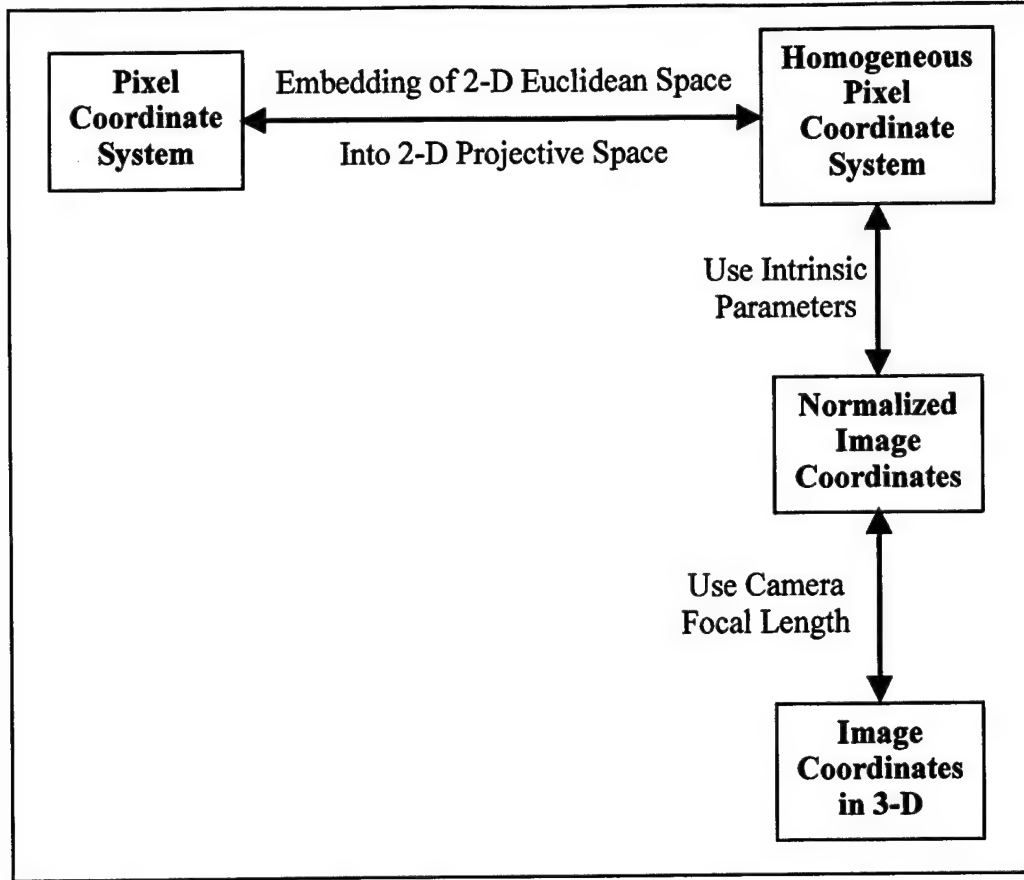 Pixel
Coordinate
System
Embedding of 2-D Euclidean Space
Into 2-D Projective Space
Homogeneous
Pixel
Coordinate
System
Use Intrinsic
Parameters
Normalized
Image
Coordinates
Use Camera
Focal Length
Image
Coordinates
in 3-D